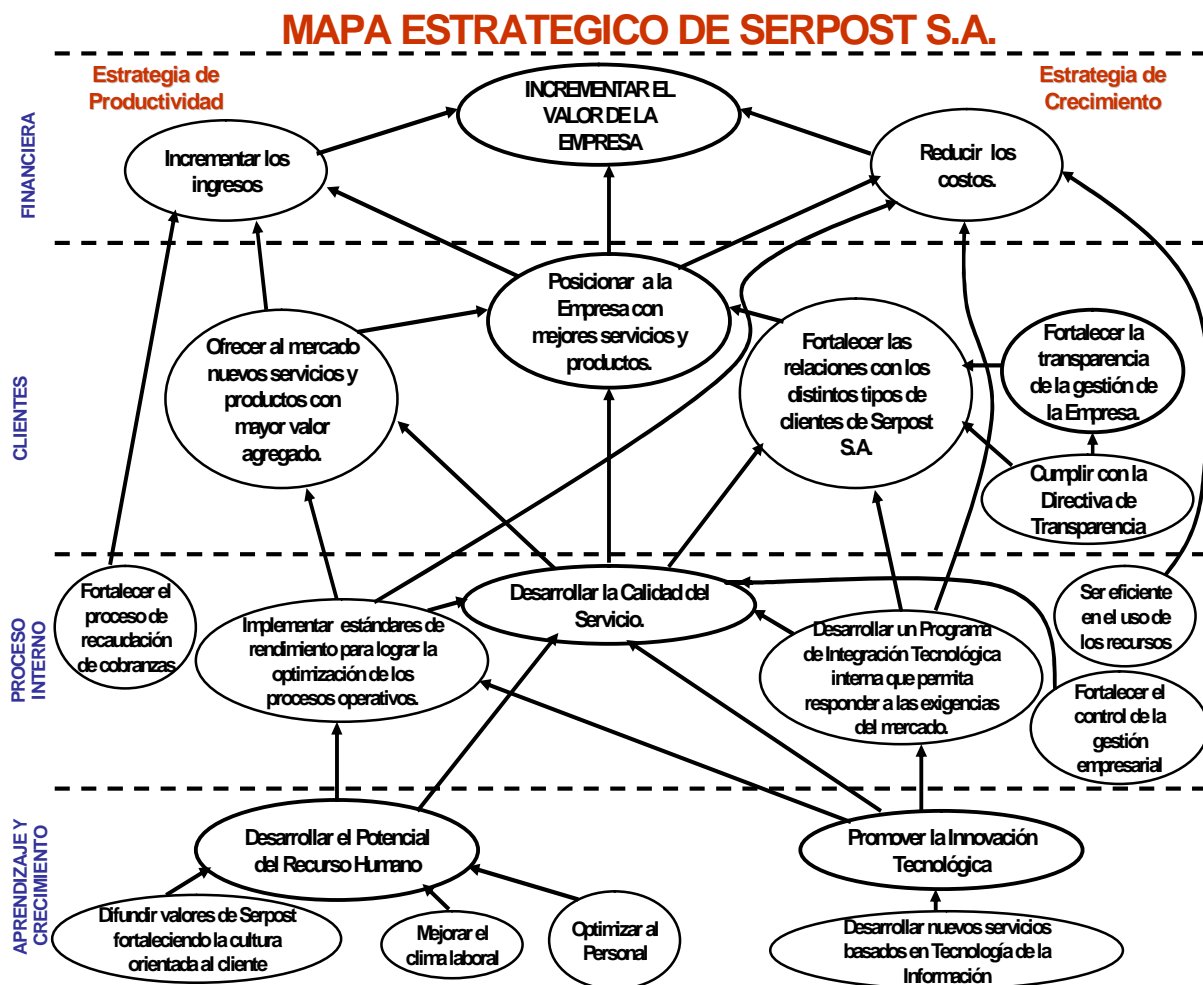 MAPA ESTRATEGICO DE SERPOST S.A.
Estrategia de
Productividad
Estrategia de
Crecimiento
FINANCIERA
INCREMENTAR EL
VALOR DE LA
EMPRESA
Incrementar los
ingresos
Reducir los
costos.
CLIENTES
Posicionar a la
Empresa con
mejores servicios y
productos.
Ofrecer al mercado
nuevos servicios y
productos con
mayor valor
agregado.
Fortalecer las
relaciones con los
distintos tipos de
clientes de Serpost
S.A.
Fortalecer la
transparencia
de la gestión de
la Empresa.
Cumplir con la
Directiva de
Transparencia
PROCESO
INTERNO
Fortalecer el
proceso de
recaudación
de cobranzas
Implementar estándares de
rendimiento para lograr la
optimización de los
procesos operativos.
Desarrollar la Calidad del
Servicio.
Desarrollar un Programa
de Integración Tecnológica
interna que permita
responder a las exigencias
del mercado.
Ser eficiente
en el uso de
los recursos
Fortalecer el
control de la
gestión
empresarial
APRENDIZAJE Y
CRECIMIENTO
Desarrollar el Potencial
del Recurso Humano
Promover la Innovación
Tecnológica
Difundir valores de Serpost
fortaleciendo la cultura
orientada al cliente
Mejorar el
clima laboral
Optimizar al
Personal
Desarrollar nuevos servicios
basados en Tecnología de la
Información